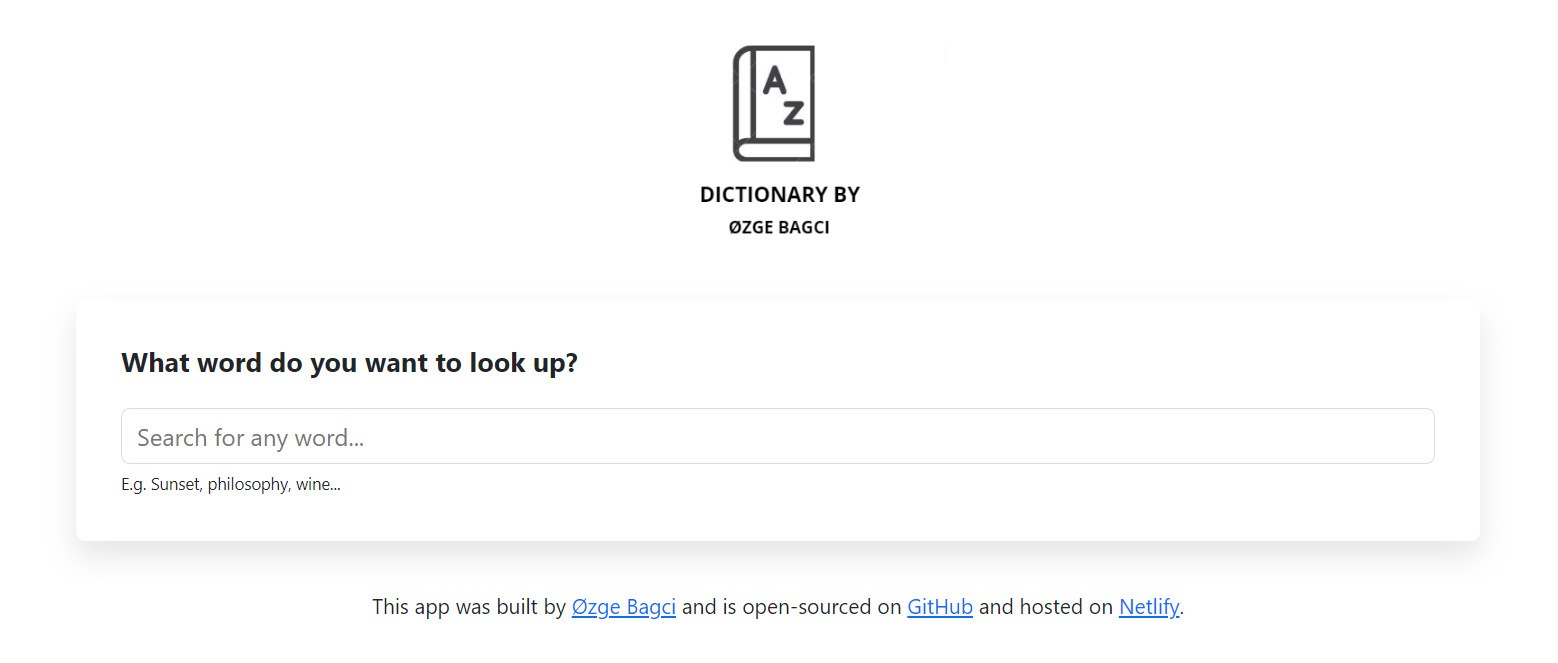 A
Z
DICTIONARY BY
ØZGE BAGCI
What word do you want to look up?
Search for any word...
E.g. Sunset, philosophy, wine...
This app was built by Øzge Bagci and is open-sourced on GitHub and hosted on Netlify.